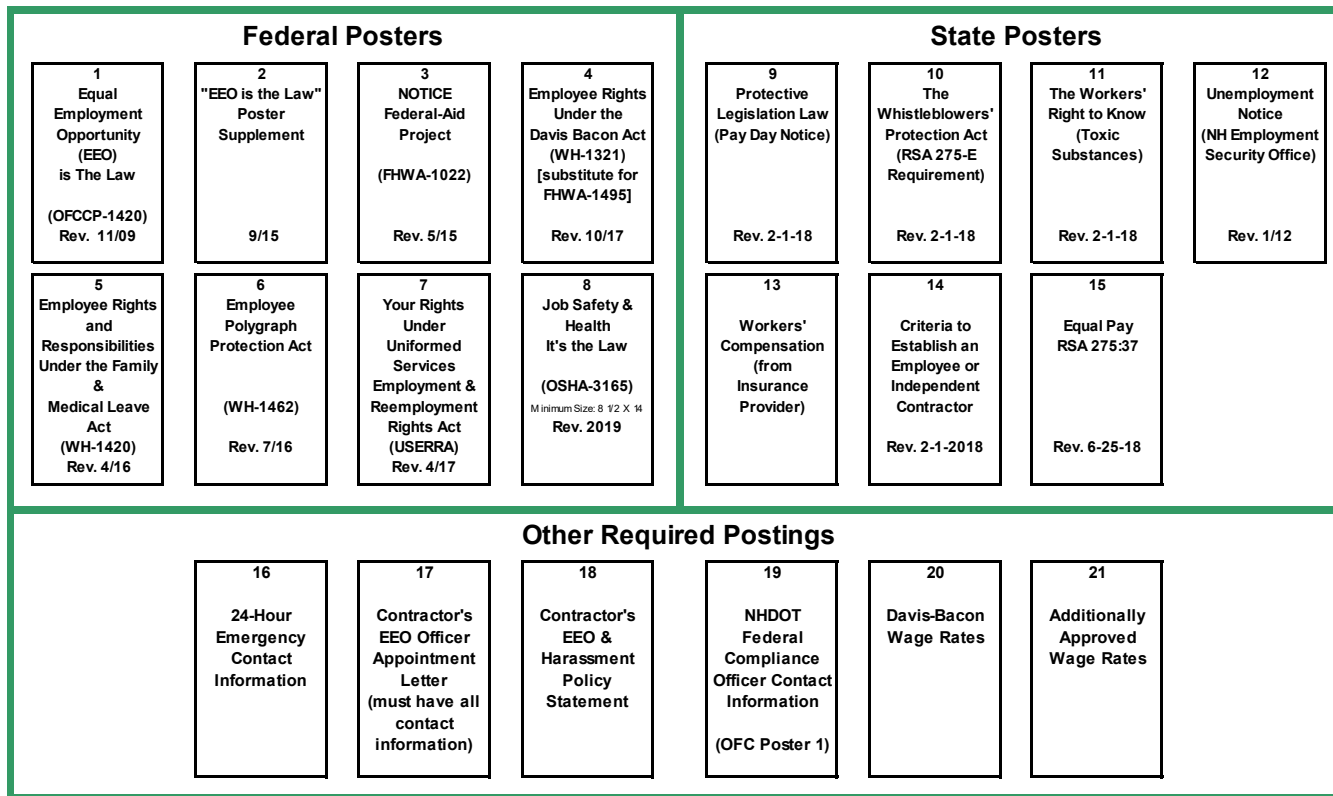 Federal Posters
1
Equal
Employment
Opportunity
(EEO)
is The Law
(OFCCP-1420)
Rev. 11/09
2
"EEO is the Law"
Poster
Supplement
9/15
3
NOTICE
Federal-Aid
Project
(FHWA-1022)
Rev. 5/15
4
Employee Rights
Under the
Davis Bacon Act
(WH-1321)
[substitute for
FHWA-1495]
Rev. 10/17
5
Employee Rights
and
Responsibilities
Under the Family
&
Medical Leave
Act
(WH-1420)
Rev. 4/16
6
Employee
Polygraph
Protection Act
(WH-1462)
Rev. 7/16
7
Your Rights
Under
Uniformed
Services
Employment &
Reemployment
Rights Act
(USERRA)
Rev. 4/17
8
Job Safety &
Health
It's the Law
(OSHA-3165)
Minimum Size: 8 1/2 X 14
Rev. 2019
State Posters
9
Protective
Legislation Law
(Pay Day Notice)
Rev. 2-1-18
10
The
Whistleblowers'
Protection Act
(RSA 275-E
Requirement)
Rev. 2-1-18
11
The Workers'
Right to Know
(Toxic
Substances)
Rev. 2-1-18
12
Unemployment
Notice
(NH Employment
Security Office)
Rev. 1/12
13
Workers'
Compensation
(from
Insurance
Provider)
14
Criteria to
Establish an
Employee or
Independent
Contractor
Rev. 2-1-2018
15
Equal Pay
RSA 275:37
Rev. 6-25-18
Other Required Postings
16
24-Hour
Emergency
Contact
Information
17
Contractor's
EEO Officer
Appointment
Letter
(must have all
contact
information)
18
Contractor's
EEO &
Harassment
Policy
Statement
19
NHDOT
Federal
Compliance
Officer Contact
Information
(OFC Poster 1)
20
Davis-Bacon
Wage Rates
21
Additionally
Approved
Wage Rates